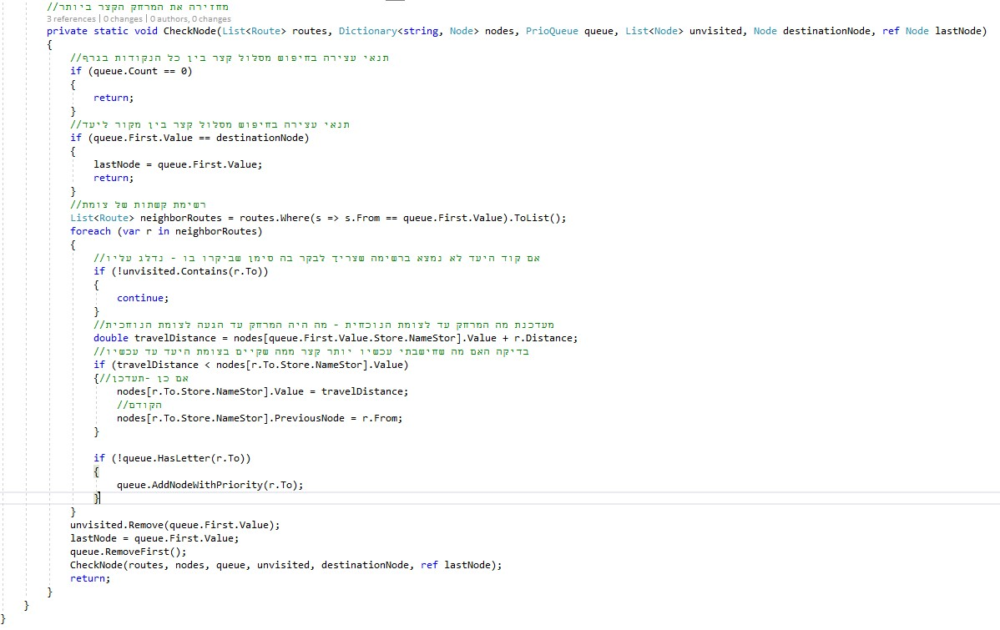 //מחזירה את המרחק הקצר ביותר
3 references | 0 changes | 0 authors, 0 changes
private static void CheckNode(List<Route> routes, Dictionary<string, Node> nodes, PrioQueue queue, List<Node> unvisited, Node destinationNode, ref Node lastNode)
{
//תנאי עצירה בחיפוש מסלול קצר בין כל הנקודות בגרף
if (queue.Count == 0)
{
return;
}
//תנאי עצירה בחיפוש מסלול קצר בין מקור ליעד
if (queue.First.Value == destinationNode)
{
lastNode = queue.First.Value;
return;
}
//רשימת קשתות של צומת
List<Route> neighborRoutes = routes.Where(s => s.From == queue.First.Value).ToList();
foreach (var r in neighborRoutes)
{
//אם קוד היעד לא נמצא ברשימה שצריך לבקר בה סימן שביקרו בו - נדלג עליו
if (!unvisited.Contains(r.To))
{
continue;
}
//מעדכנת מה המרחק עד לצומת הנוכחית - מה היה המרחק עד הגעה לצומת הנוחכית
double travelDistance = nodes[queue.First.Value.Store.NameStor].Value + r.Distance;
//בדיקה האם מה שחישבתי עכשיו יותר קצר ממה שקיים בצומת היעד עד עכשיו
if (travelDistance < nodes[r.To.Store.NameStor].Value)
{//אם כן -תעדכן
nodes[r.To.Store.NameStor].Value = travelDistance;
//הקודם
nodes[r.To.Store.NameStor].PreviousNode = r.From;
}
if (!queue.HasLetter(r.To))
{
queue.AddNodeWithPriority(r.To);
}
}
unvisited.Remove(queue.First.Value);
lastNode = queue.First.Value;
queue.RemoveFirst();
CheckNode(routes, nodes, queue, unvisited, destinationNode, ref lastNode);
return;
}
}
}